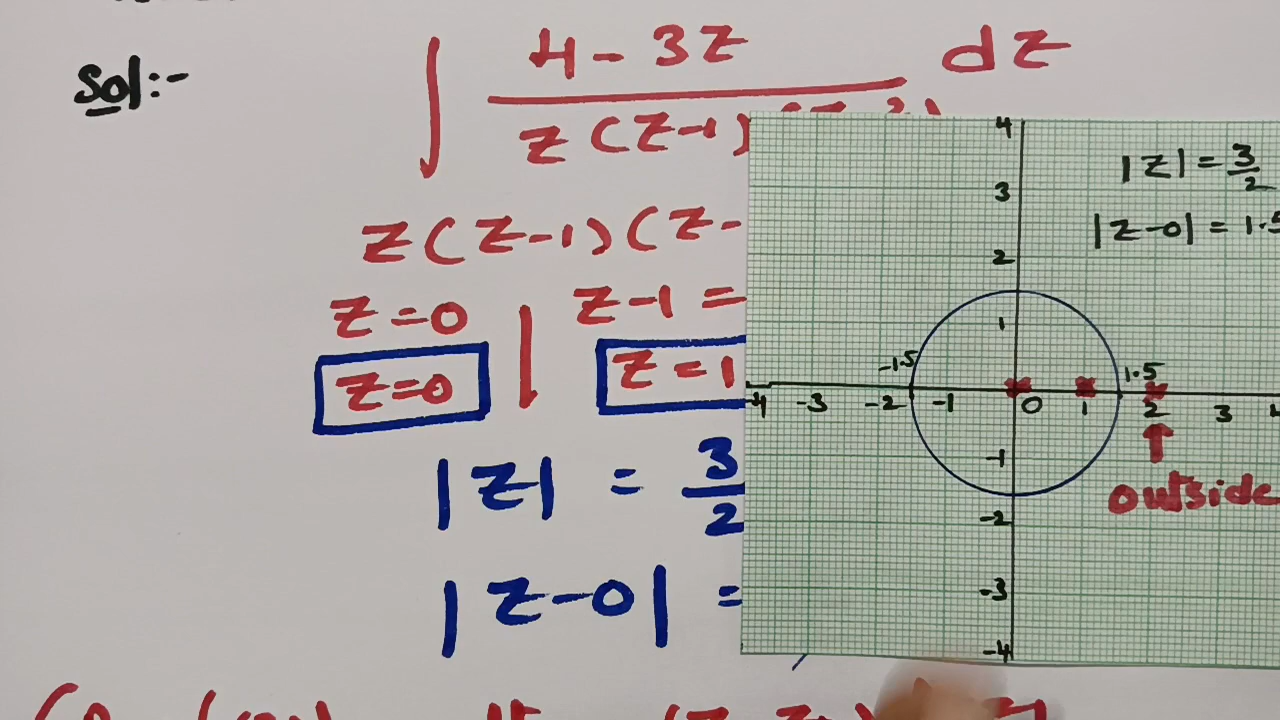 Sol:-
∫ 4-3z dz
z(z-1)
z(z-1)(z-
z=0 | z-1=
z=0 z=1
|z| = 3/2
|z-0| =
4
3
2
1
-4 -3 -2 -1 0 1 2 3 4
-1.5 1.5
-1
-2
-3
-4
|z| = 3/2
|z-0| = 1.5
outside